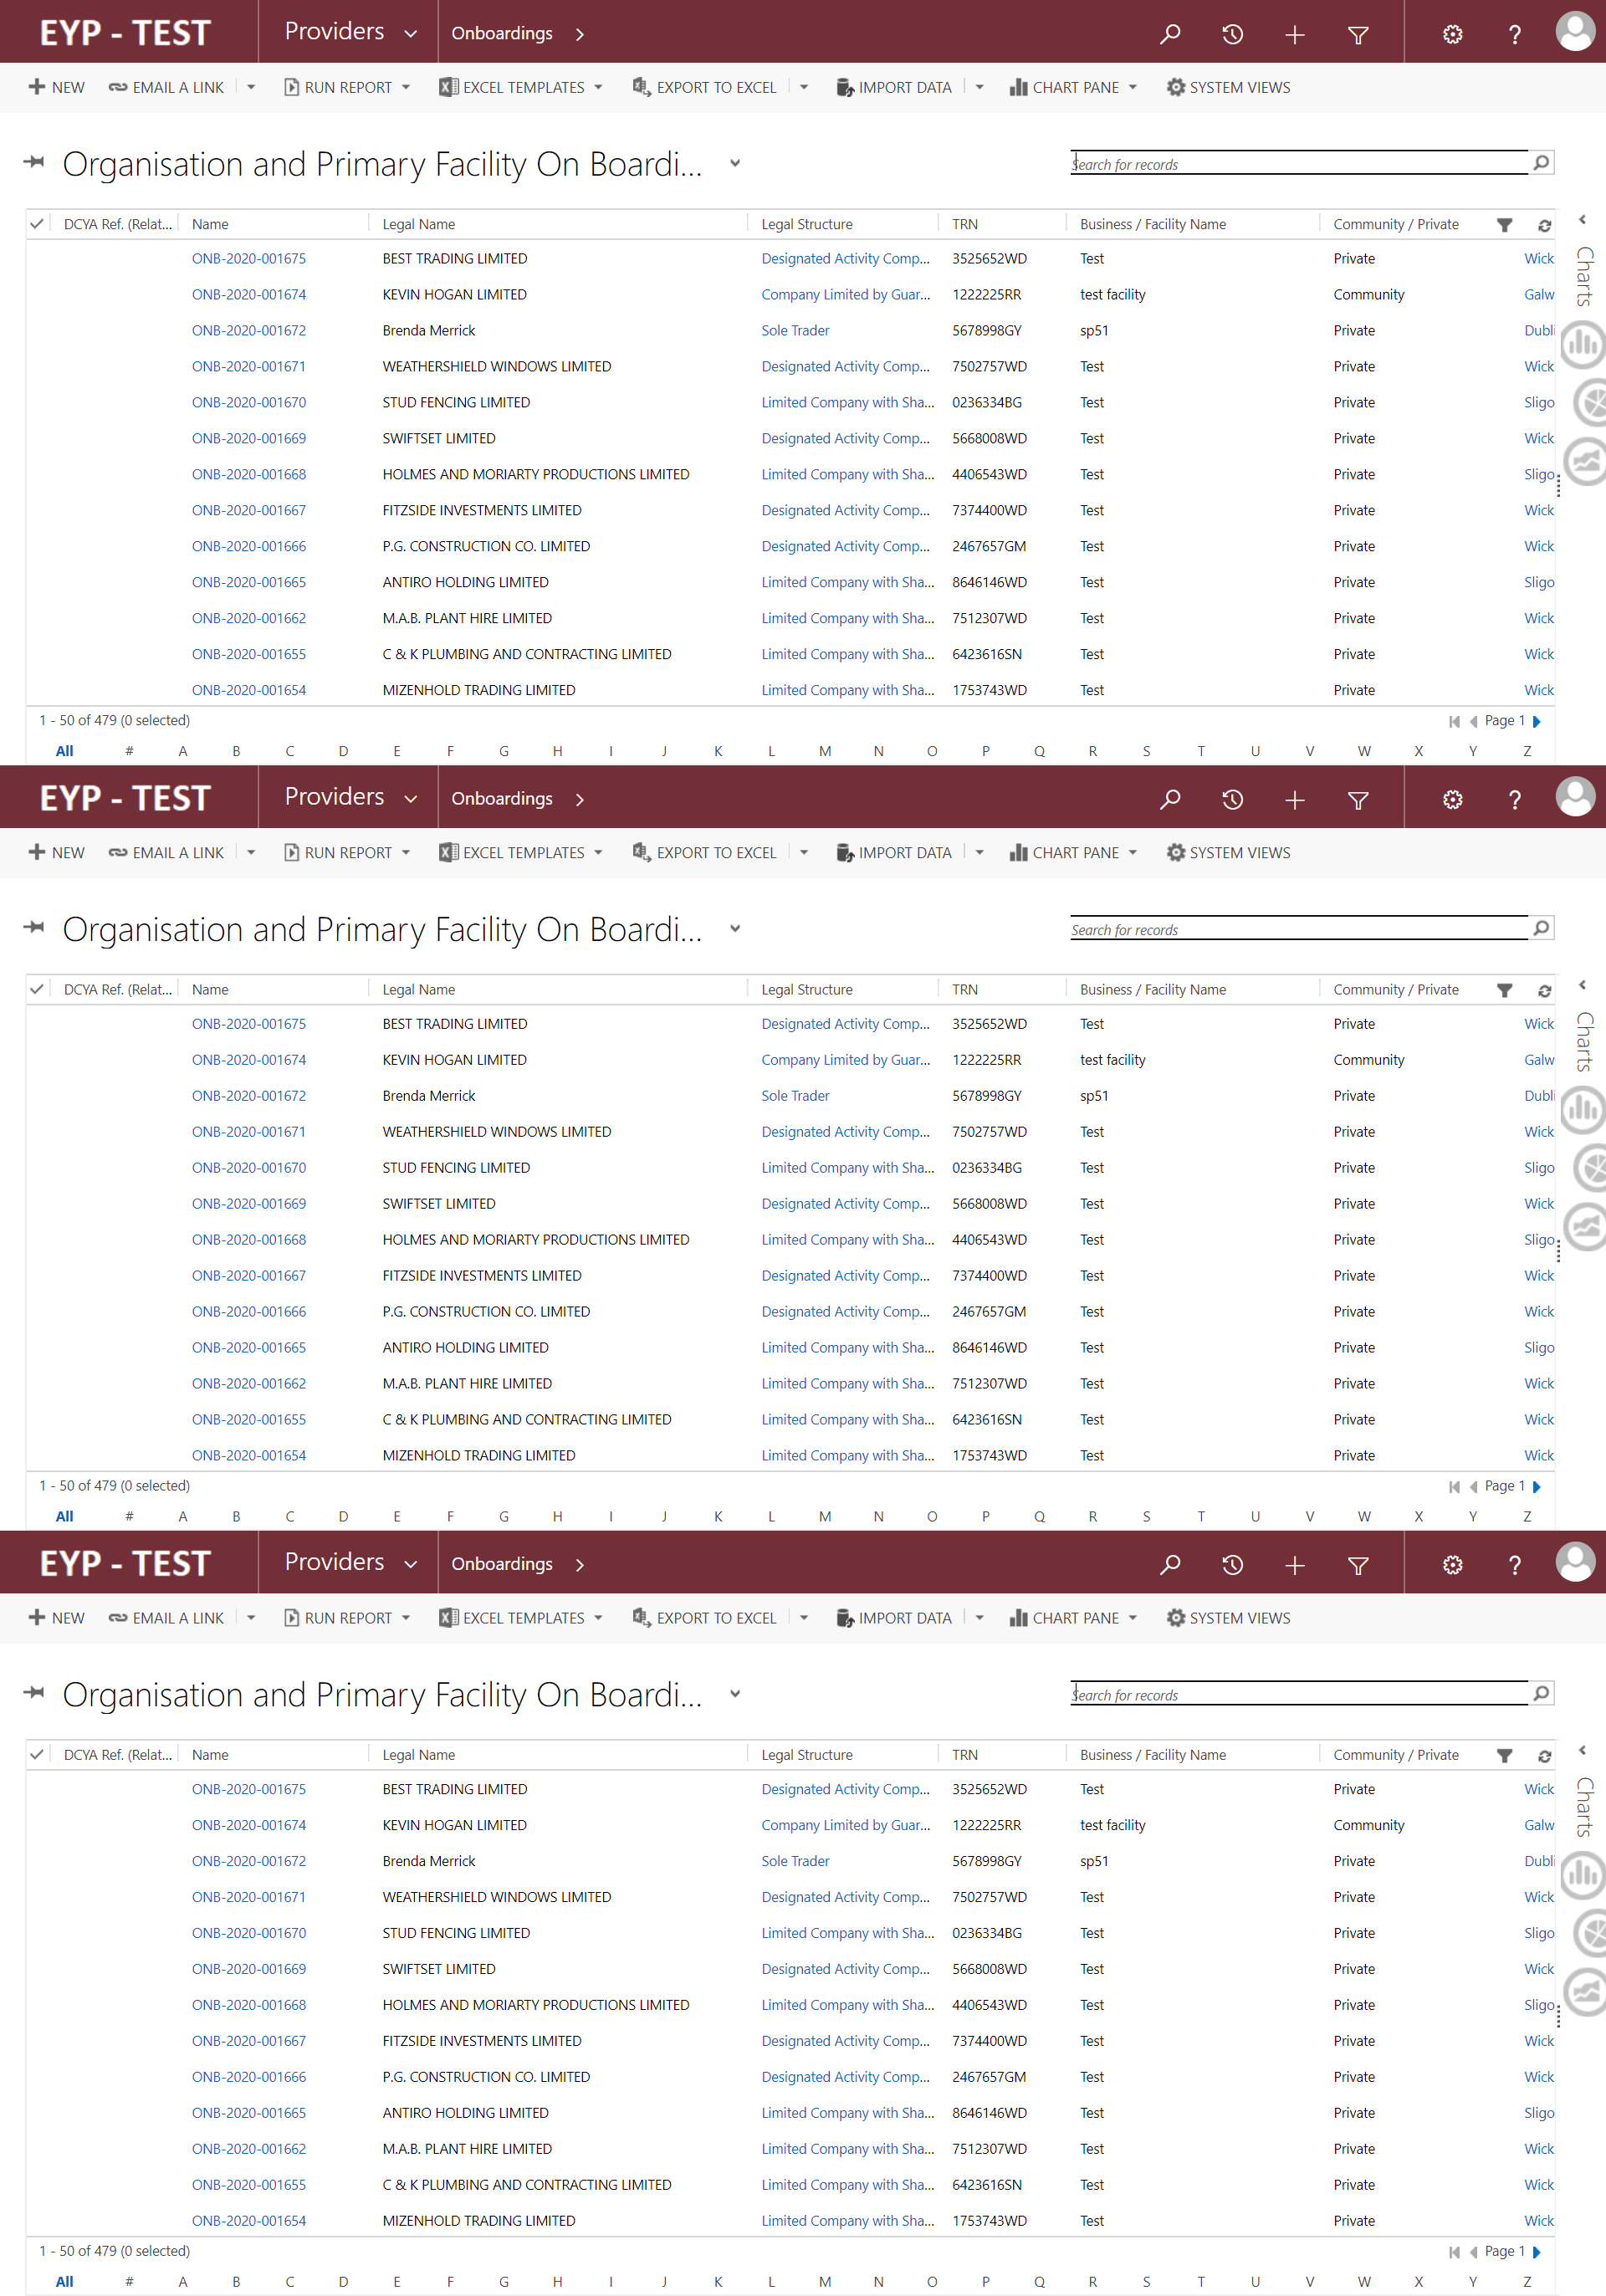 EYP - TEST Providers Onboardings
NEW EMAIL A LINK RUN REPORT EXCEL TEMPLATES EXPORT TO EXCEL IMPORT DATA CHART PANE SYSTEM VIEWS
Organisation and Primary Facility On Boardi... Search for records
DCYA Ref. (Relat... Name Legal Name Legal Structure TRN Business / Facility Name Community / Private
Charts
ONB-2020-001675 BEST TRADING LIMITED Designated Activity Comp... 3525652WD Test Private Wick
ONB-2020-001674 KEVIN HOGAN LIMITED Company Limited by Guar... 1222225RR test facility Community Galw
ONB-2020-001672 Brenda Merrick Sole Trader 5678998GY sp51 Private Dubli
ONB-2020-001671 WEATHERSHIELD WINDOWS LIMITED Designated Activity Comp... 7502757WD Test Private Wick
ONB-2020-001670 STUD FENCING LIMITED Limited Company with Sha... 0236334BG Test Private Sligo
ONB-2020-001669 SWIFTSET LIMITED Designated Activity Comp... 5668008WD Test Private Wick
ONB-2020-001668 HOLMES AND MORIARTY PRODUCTIONS LIMITED Limited Company with Sha... 4406543WD Test Private Sligo
ONB-2020-001667 FITZSIDE INVESTMENTS LIMITED Designated Activity Comp... 7374400WD Test Private Wick
ONB-2020-001666 P.G. CONSTRUCTION CO. LIMITED Designated Activity Comp... 2467657GM Test Private Wick
ONB-2020-001665 ANTIRO HOLDING LIMITED Limited Company with Sha... 8646146WD Test Private Sligo
ONB-2020-001662 M.A.B. PLANT HIRE LIMITED Limited Company with Sha... 7512307WD Test Private Wick
ONB-2020-001655 C & K PLUMBING AND CONTRACTING LIMITED Limited Company with Sha... 6423616SN Test Private Wick
ONB-2020-001654 MIZENHOLD TRADING LIMITED Limited Company with Sha... 1753743WD Test Private Wick
1 - 50 of 479 (0 selected) Page 1
All # A B C D E F G H I J K L M N O P Q R S T U V W X Y Z
EYP - TEST Providers Onboardings
NEW EMAIL A LINK RUN REPORT EXCEL TEMPLATES EXPORT TO EXCEL IMPORT DATA CHART PANE SYSTEM VIEWS
Organisation and Primary Facility On Boardi... Search for records
DCYA Ref. (Relat... Name Legal Name Legal Structure TRN Business / Facility Name Community / Private
Charts
ONB-2020-001675 BEST TRADING LIMITED Designated Activity Comp... 3525652WD Test Private Wick
ONB-2020-001674 KEVIN HOGAN LIMITED Company Limited by Guar... 1222225RR test facility Community Galw
ONB-2020-001672 Brenda Merrick Sole Trader 5678998GY sp51 Private Dubli
ONB-2020-001671 WEATHERSHIELD WINDOWS LIMITED Designated Activity Comp... 7502757WD Test Private Wick
ONB-2020-001670 STUD FENCING LIMITED Limited Company with Sha... 0236334BG Test Private Sligo
ONB-2020-001669 SWIFTSET LIMITED Designated Activity Comp... 5668008WD Test Private Wick
ONB-2020-001668 HOLMES AND MORIARTY PRODUCTIONS LIMITED Limited Company with Sha... 4406543WD Test Private Sligo
ONB-2020-001667 FITZSIDE INVESTMENTS LIMITED Designated Activity Comp... 7374400WD Test Private Wick
ONB-2020-001666 P.G. CONSTRUCTION CO. LIMITED Designated Activity Comp... 2467657GM Test Private Wick
ONB-2020-001665 ANTIRO HOLDING LIMITED Limited Company with Sha... 8646146WD Test Private Sligo
ONB-2020-001662 M.A.B. PLANT HIRE LIMITED Limited Company with Sha... 7512307WD Test Private Wick
ONB-2020-001655 C & K PLUMBING AND CONTRACTING LIMITED Limited Company with Sha... 6423616SN Test Private Wick
ONB-2020-001654 MIZENHOLD TRADING LIMITED Limited Company with Sha... 1753743WD Test Private Wick
1 - 50 of 479 (0 selected) Page 1
All # A B C D E F G H I J K L M N O P Q R S T U V W X Y Z
EYP - TEST Providers Onboardings
NEW EMAIL A LINK RUN REPORT EXCEL TEMPLATES EXPORT TO EXCEL IMPORT DATA CHART PANE SYSTEM VIEWS
Organisation and Primary Facility On Boardi... Search for records
DCYA Ref. (Relat... Name Legal Name Legal Structure TRN Business / Facility Name Community / Private
Charts
ONB-2020-001675 BEST TRADING LIMITED Designated Activity Comp... 3525652WD Test Private Wick
ONB-2020-001674 KEVIN HOGAN LIMITED Company Limited by Guar... 1222225RR test facility Community Galw
ONB-2020-001672 Brenda Merrick Sole Trader 5678998GY sp51 Private Dubli
ONB-2020-001671 WEATHERSHIELD WINDOWS LIMITED Designated Activity Comp... 7502757WD Test Private Wick
ONB-2020-001670 STUD FENCING LIMITED Limited Company with Sha... 0236334BG Test Private Sligo
ONB-2020-001669 SWIFTSET LIMITED Designated Activity Comp... 5668008WD Test Private Wick
ONB-2020-001668 HOLMES AND MORIARTY PRODUCTIONS LIMITED Limited Company with Sha... 4406543WD Test Private Sligo
ONB-2020-001667 FITZSIDE INVESTMENTS LIMITED Designated Activity Comp... 7374400WD Test Private Wick
ONB-2020-001666 P.G. CONSTRUCTION CO. LIMITED Designated Activity Comp... 2467657GM Test Private Wick
ONB-2020-001665 ANTIRO HOLDING LIMITED Limited Company with Sha... 8646146WD Test Private Sligo
ONB-2020-001662 M.A.B. PLANT HIRE LIMITED Limited Company with Sha... 7512307WD Test Private Wick
ONB-2020-001655 C & K PLUMBING AND CONTRACTING LIMITED Limited Company with Sha... 6423616SN Test Private Wick
ONB-2020-001654 MIZENHOLD TRADING LIMITED Limited Company with Sha... 1753743WD Test Private Wick
1 - 50 of 479 (0 selected) Page 1
All # A B C D E F G H I J K L M N O P Q R S T U V W X Y Z